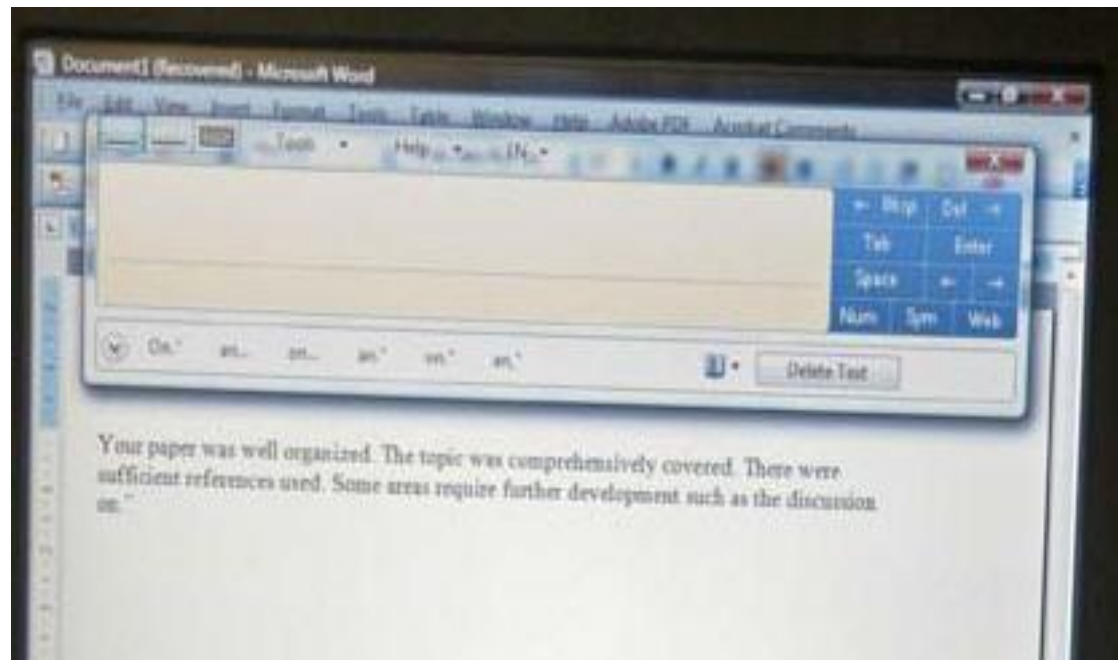 Document1 (Recovered) - Microsoft Word
File Edit View Insert Format Tools Table Window Help Adobe PDF Acrobat Comments
Tools Help EN
← Bksp Del →
Tab Enter
Space ← →
Num Sym Web
Delete Text
Your paper was well organized. The topic was comprehensively covered. There were
sufficient references used. Some areas require further development such as the discussion
on."